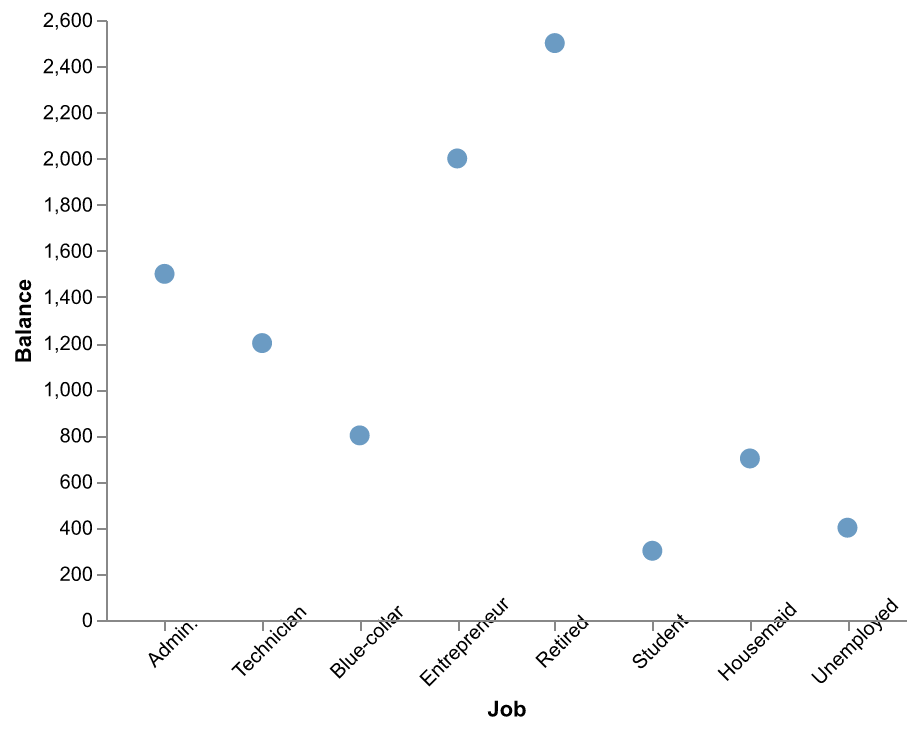 2,600
2,400
2,200
2,000
1,800
1,600
1,400
1,200
1,000
800
600
400
200
0
Balance
Admin.
Technician
Blue-collar
Entrepreneur
Retired
Student
Housemaid
Unemployed
Job